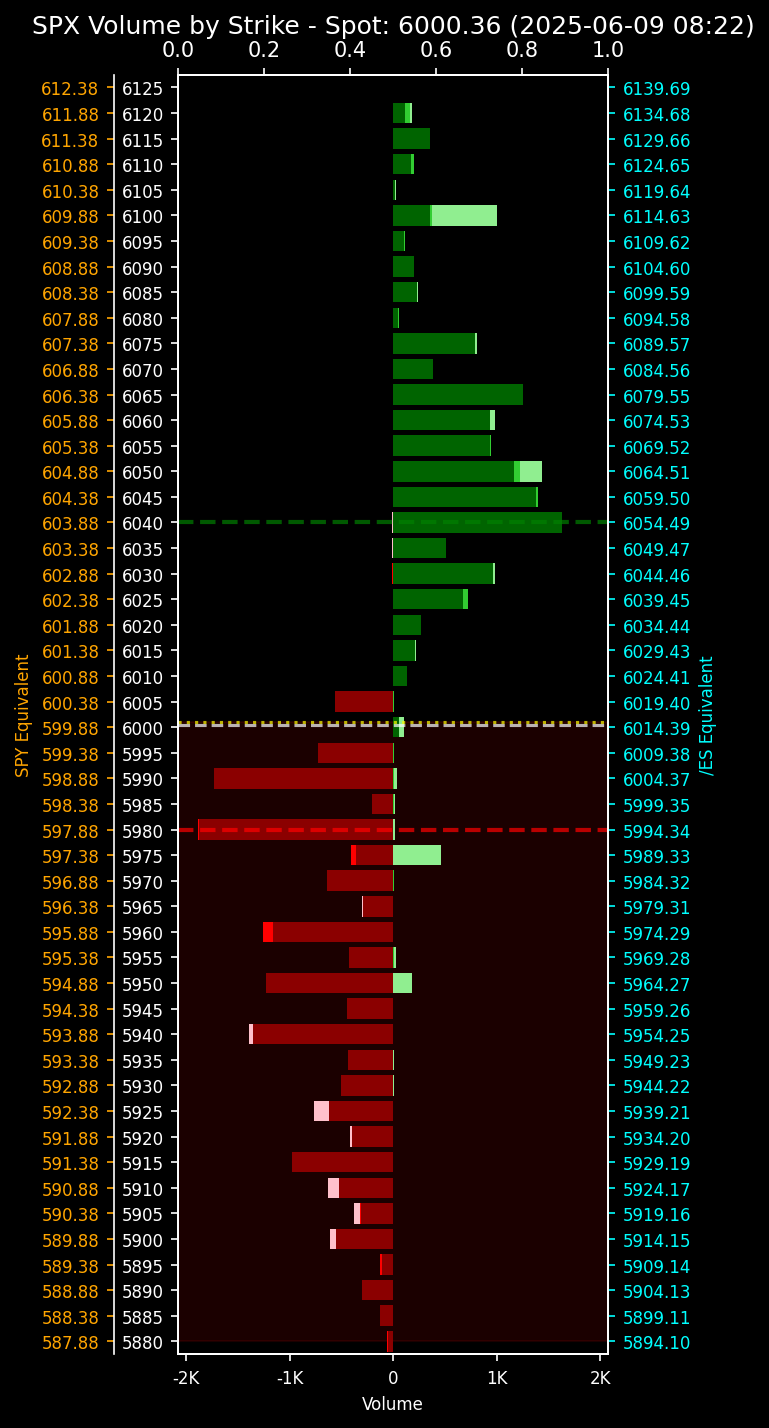 SPX Volume by Strike - Spot: 6000.36 (2025-06-09 08:22)
0.0 0.2 0.4 0.6 0.8 1.0
612.38 6125 6139.69
611.88 6120 6134.68
611.38 6115 6129.66
610.88 6110 6124.65
610.38 6105 6119.64
609.88 6100 6114.63
609.38 6095 6109.62
608.88 6090 6104.60
608.38 6085 6099.59
607.88 6080 6094.58
607.38 6075 6089.57
606.88 6070 6084.56
606.38 6065 6079.55
605.88 6060 6074.53
605.38 6055 6069.52
604.88 6050 6064.51
604.38 6045 6059.50
603.88 6040 6054.49
603.38 6035 6049.47
602.88 6030 6044.46
602.38 6025 6039.45
601.88 6020 6034.44
601.38 6015 6029.43
600.88 6010 6024.41
600.38 6005 6019.40
599.88 6000 6014.39
599.38 5995 6009.38
598.88 5990 6004.37
598.38 5985 5999.35
597.88 5980 5994.34
597.38 5975 5989.33
596.88 5970 5984.32
596.38 5965 5979.31
595.88 5960 5974.29
595.38 5955 5969.28
594.88 5950 5964.27
594.38 5945 5959.26
593.88 5940 5954.25
593.38 5935 5949.23
592.88 5930 5944.22
592.38 5925 5939.21
591.88 5920 5934.20
591.38 5915 5929.19
590.88 5910 5924.17
590.38 5905 5919.16
589.88 5900 5914.15
589.38 5895 5909.14
588.88 5890 5904.13
588.38 5885 5899.11
587.88 5880 5894.10
SPY Equivalent
/ES Equivalent
-2K -1K 0 1K 2K
Volume